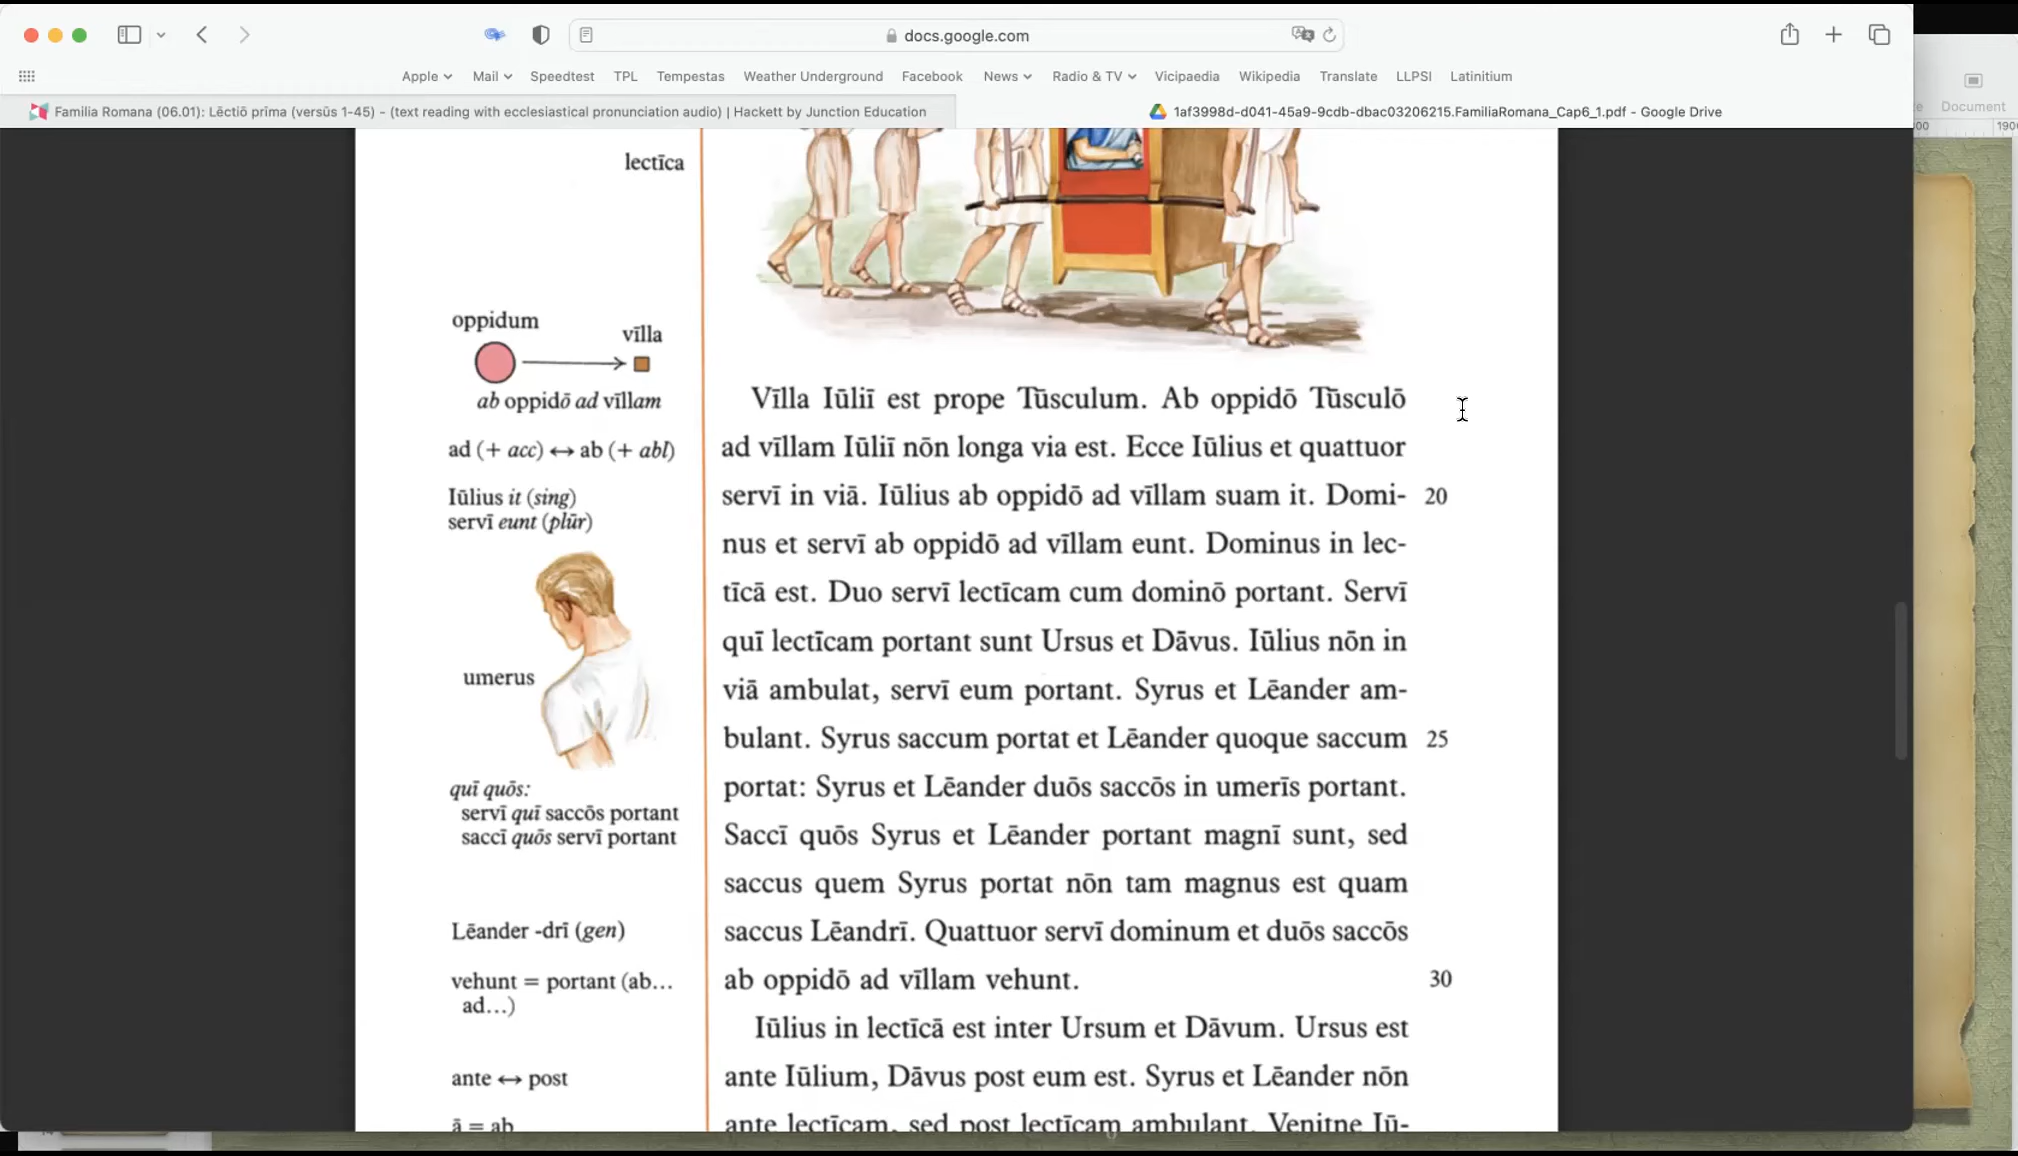 docs.google.com
Apple Mail Speedtest TPL Tempestas Weather Underground Facebook News Radio & TV Vicipaedia Wikipedia Translate LLPSI Latinitium
Familia Romana (06.01): Lēctiō prīma (versūs 1-45) – (text reading with ecclesiastical pronunciation audio) | Hackett by Junction Education
1af3998d-d041-45a9-9cdb-dbac03206215.FamiliaRomana_Cap6_1.pdf - Google Drive
Document
1900
lectīca
oppidum
vīlla
ab oppidō ad vīllam
ad (+ acc) ↔ ab (+ abl)
Iūlius it (sing)
servī eunt (plūr)
umerus
quī quōs:
servī quī saccōs portant
saccī quōs servī portant
Lēander -drī (gen)
vehunt = portant (ab...
ad...)
ante ↔ post
ā = ab
Vīlla Iūliī est prope Tūsculum. Ab oppidō Tūsculō
ad vīllam Iūliī nōn longa via est. Ecce Iūlius et quattuor
servī in viā. Iūlius ab oppidō ad vīllam suam it. Domi- 20
nus et servī ab oppidō ad vīllam eunt. Dominus in lec-
tīcā est. Duo servī lectīcam cum dominō portant. Servī
quī lectīcam portant sunt Ursus et Dāvus. Iūlius nōn in
viā ambulat, servī eum portant. Syrus et Lēander am-
bulant. Syrus saccum portat et Lēander quoque saccum 25
portat: Syrus et Lēander duōs saccōs in umerīs portant.
Saccī quōs Syrus et Lēander portant magnī sunt, sed
saccus quem Syrus portat nōn tam magnus est quam
saccus Lēandrī. Quattuor servī dominum et duōs saccōs
ab oppidō ad vīllam vehunt. 30
Iūlius in lectīcā est inter Ursum et Dāvum. Ursus est
ante Iūlium, Dāvus post eum est. Syrus et Lēander nōn
ante lectīcam, sed post lectīcam ambulant. Venitne Iū-